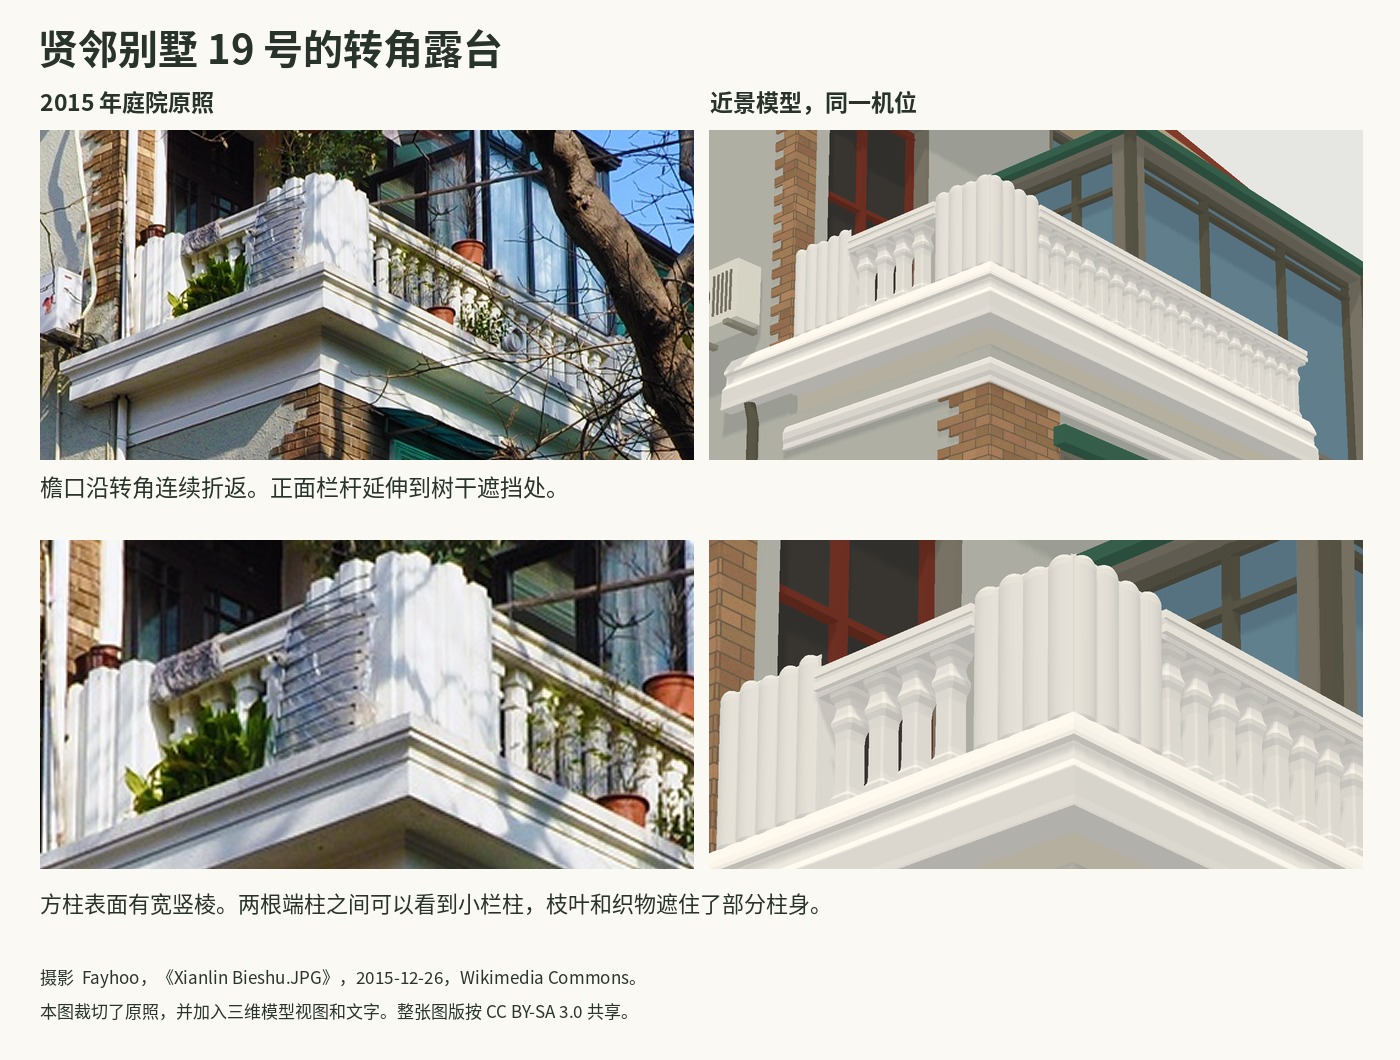 贤邻别墅 19 号的转角露台
2015 年庭院原照
近景模型，同一机位
檐口沿转角连续折返。正面栏杆延伸到树干遮挡处。
方柱表面有宽竖棱。两根端柱之间可以看到小栏柱，枝叶和织物遮住了部分柱身。
摄影 Fayhoo，《Xianlin Bieshu.JPG》，2015-12-26，Wikimedia Commons。
本图裁切了原照，并加入三维模型视图和文字。整张图版按 CC BY-SA 3.0 共享。